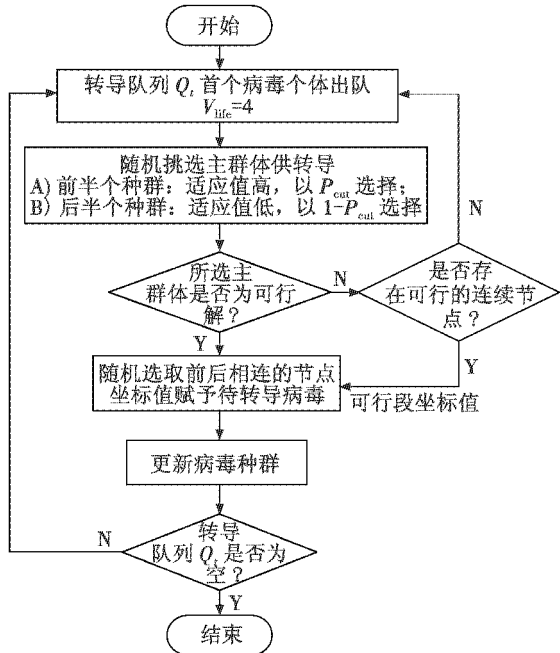 开始
转导队列 Qt 首个病毒个体出队
Vlife=4
随机挑选主群体供转导
A) 前半个种群：适应值高，以 Pcut 选择；
B) 后半个种群：适应值低，以 1-Pcut 选择
N
所选主
群体是否为可行
解？
N
是否存
在可行的连续节
点？
Y
Y
随机选取前后相连的节点
坐标值赋予待转导病毒
可行段坐标值
更新病毒种群
N
转导
队列 Qt 是否为
空？
Y
结束